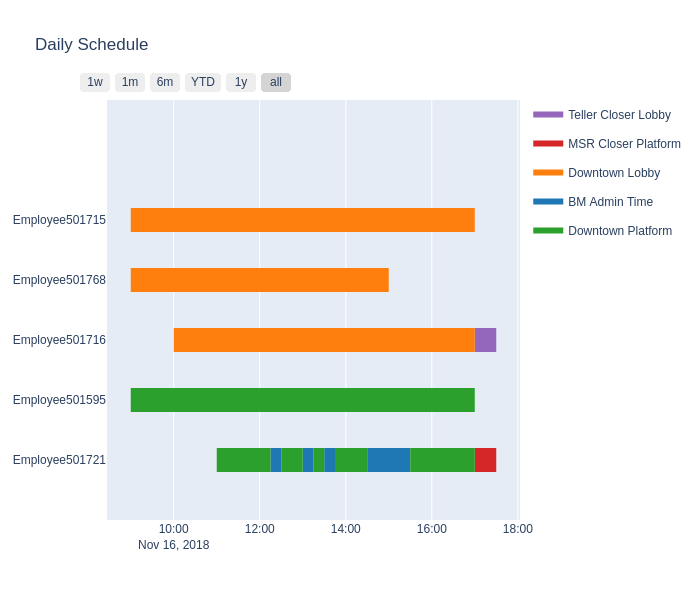 Daily Schedule
1w 1m 6m YTD 1y all
Teller Closer Lobby
MSR Closer Platform
Downtown Lobby
BM Admin Time
Downtown Platform
Employee501715
Employee501768
Employee501716
Employee501595
Employee501721
10:00 12:00 14:00 16:00 18:00
Nov 16, 2018